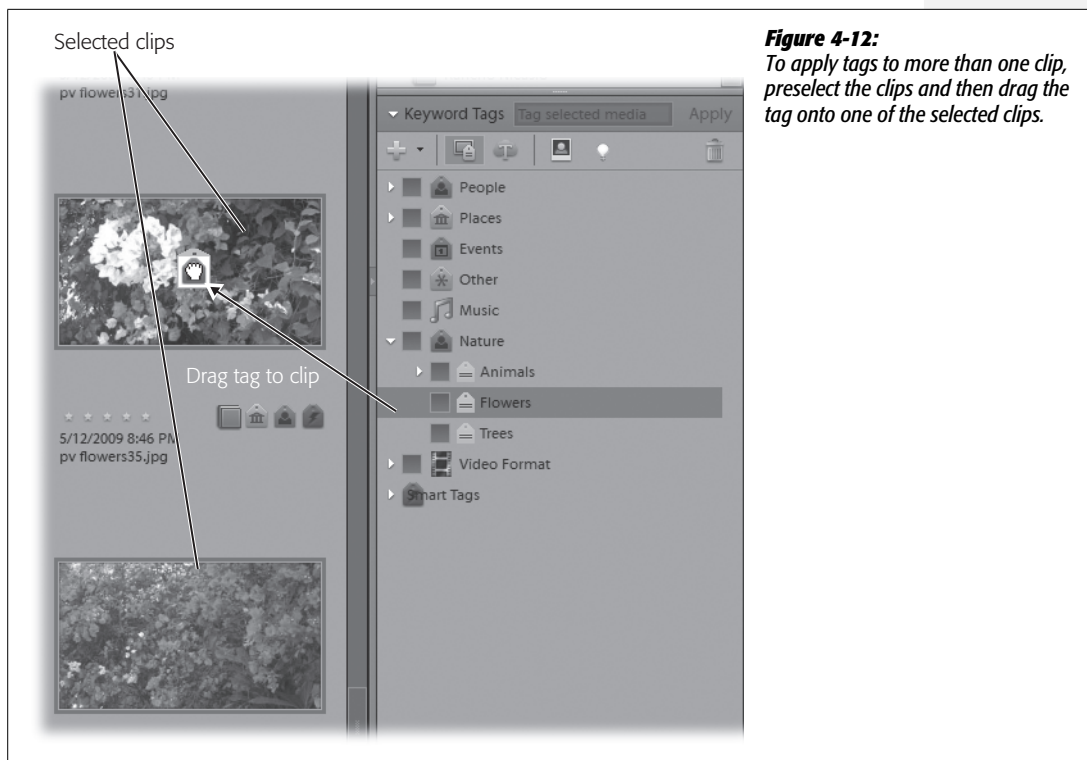 Selected clips
pv flowers31.jpg
Drag tag to clip
5/12/2009 8:46 PM
pv flowers35.jpg
Keyword Tags Tag selected media Apply
People
Places
Events
Other
Music
Nature
Animals
Flowers
Trees
Video Format
Smart Tags
Figure 4-12:
To apply tags to more than one clip,
preselect the clips and then drag the
tag onto one of the selected clips.